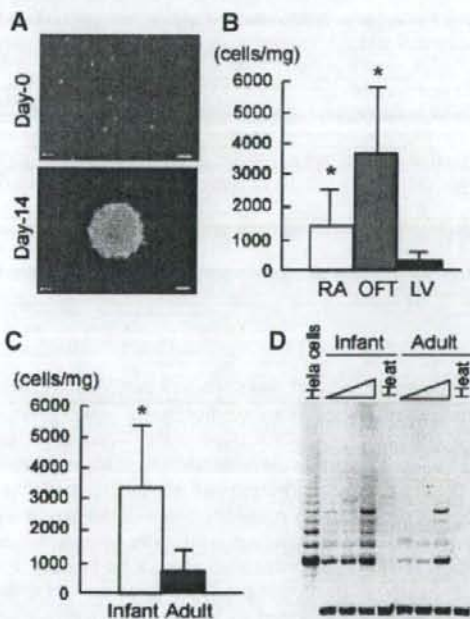 A
Day-0
Day-14
B
(cells/mg)
6000
5000
4000
3000
2000
1000
0
*
*
RA OFT LV
C
(cells/mg)
6000
5000
4000
3000
2000
1000
0
*
Infant Adult
D
Hela cells
Infant
Heat
Adult
Heat